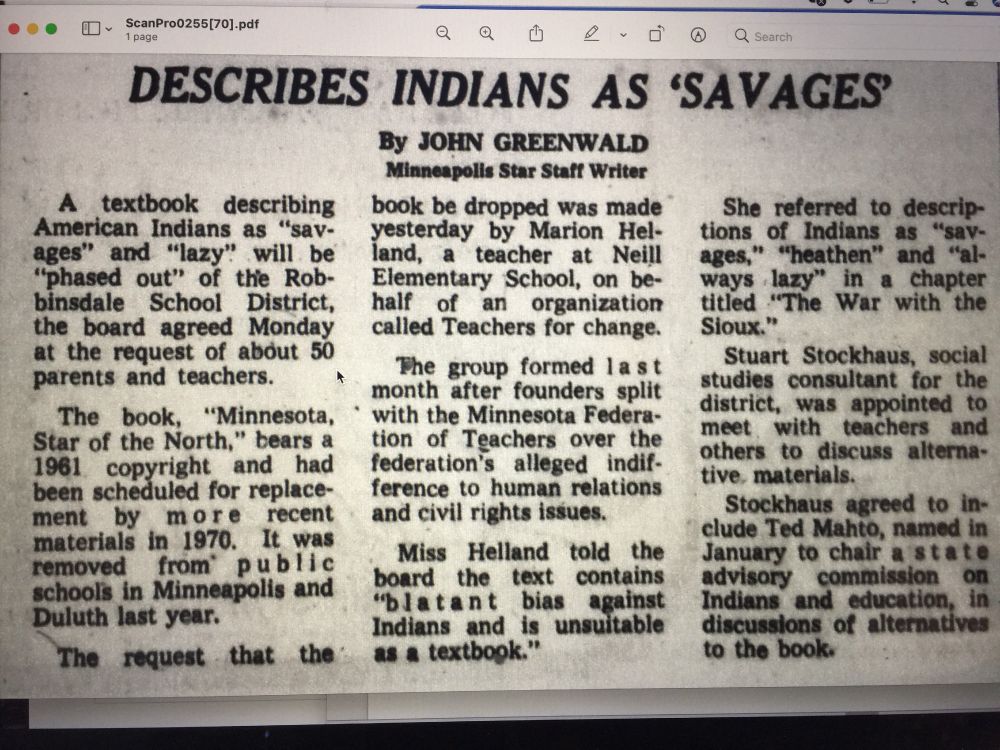 ScanPro0255[70].pdf
1 page
Search
DESCRIBES INDIANS AS ‘SAVAGES’
By JOHN GREENWALD
Minneapolis Star Staff Writer
A textbook describing
American Indians as “sav-
ages” and “lazy” will be
“phased out” of the Rob-
binsdale School District,
the board agreed Monday
at the request of about 50
parents and teachers.
The book, “Minnesota,
Star of the North,” bears a
1961 copyright and had
been scheduled for replace-
ment by more recent
materials in 1970. It was
removed from public
schools in Minneapolis and
Duluth last year.
The request that the
book be dropped was made
yesterday by Marion Hel-
land, a teacher at Neill
Elementary School, on be-
half of an organization
called Teachers for change.
The group formed last
month after founders split
with the Minnesota Federa-
tion of Teachers over the
federation's alleged indif-
ference to human relations
and civil rights issues.
Miss Helland told the
board the text contains
“blatant bias against
Indians and is unsuitable
as a textbook.”
She referred to descrip-
tions of Indians as “sav-
ages,” “heathen” and “al-
ways lazy” in a chapter
titled “The War with the
Sioux.”
Stuart Stockhaus, social
studies consultant for the
district, was appointed to
meet with teachers and
others to discuss alterna-
tive materials.
Stockhaus agreed to in-
clude Ted Mahto, named in
January to chair a state
advisory commission on
Indians and education, in
discussions of alternatives
to the book.